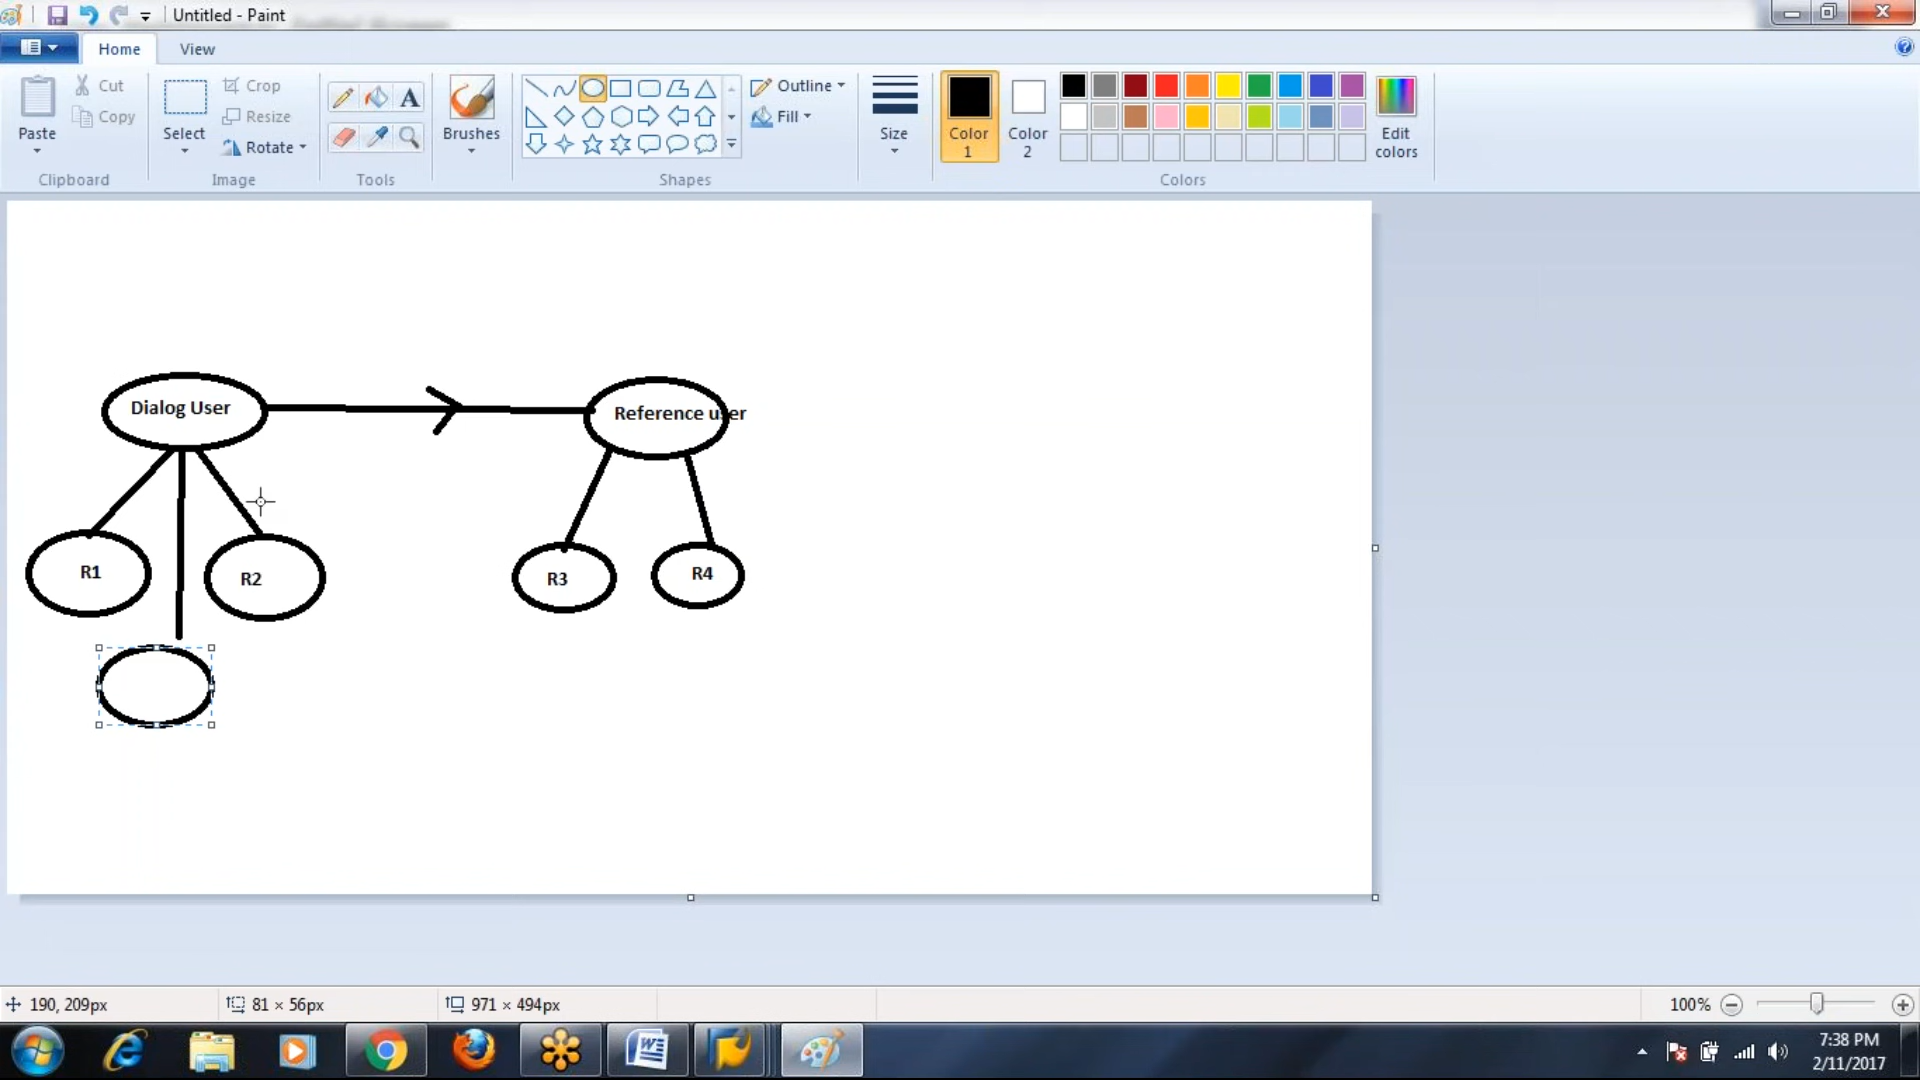 Untitled - Paint
Home View
Paste
Cut
Copy
Clipboard
Select
Crop
Resize
Rotate
Image
Tools
Brushes
Shapes
Outline
Fill
Size
Color 1
Color 2
Colors
Edit colors
Dialog User
Reference user
R1
R2
R3
R4
190, 209px
81 × 56px
971 × 494px
100%
7:38 PM
2/11/2017